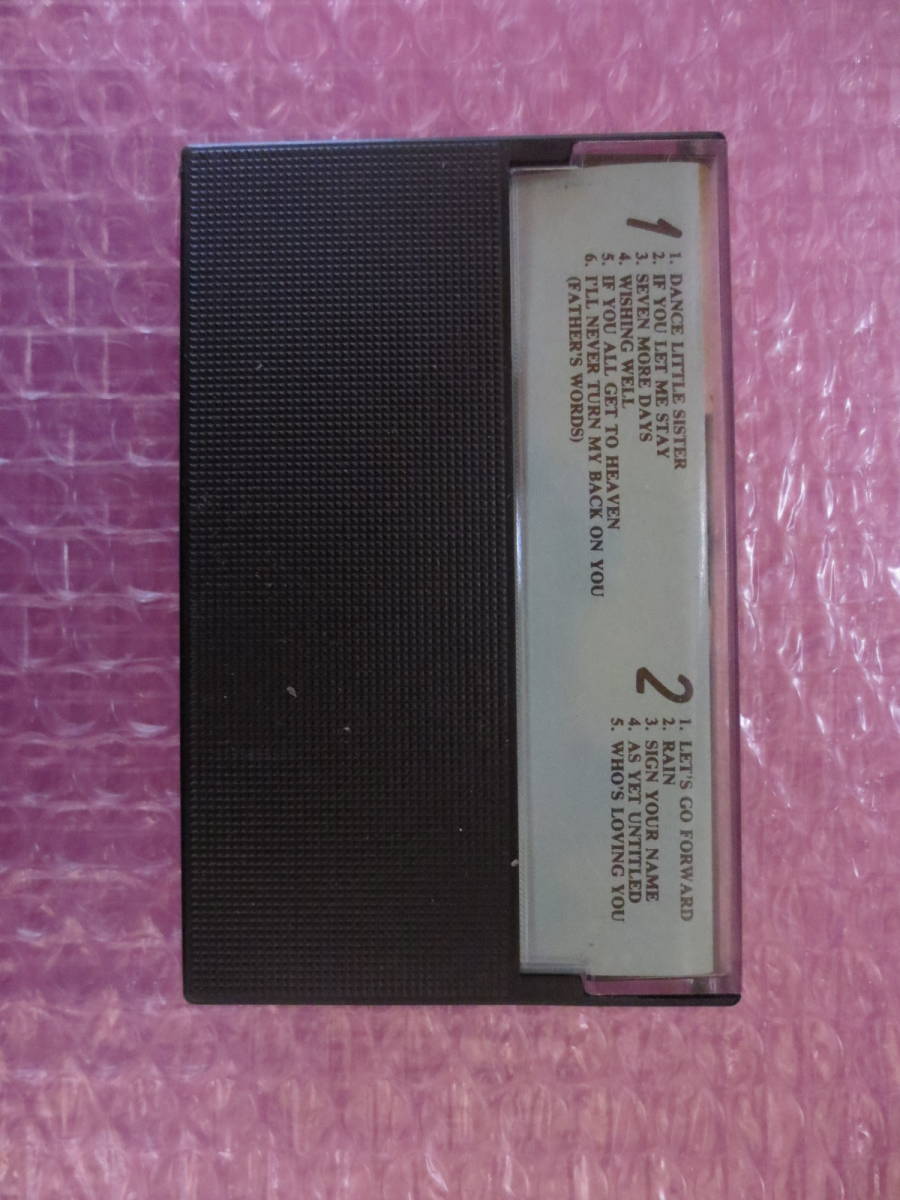 1
1. DANCE LITTLE SISTER
2. IF YOU LET ME STAY
3. SEVEN MORE DAYS
4. WISHING WELL
5. IF YOU ALL GET TO HEAVEN
6. I'LL NEVER TURN MY BACK ON YOU
(FATHER'S WORDS)
2
1. LET'S GO FORWARD
2. RAIN
3. SIGN YOUR NAME
4. AS YET UNTITLED
5. WHO'S LOVING YOU